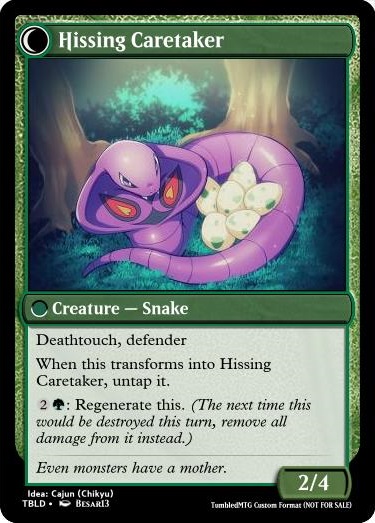 Hissing Caretaker
Creature — Snake
Deathtouch, defender
When this transforms into Hissing
Caretaker, untap it.
2 : Regenerate this. (The next time this
would be destroyed this turn, remove all
damage from it instead.)
Even monsters have a mother.
2/4
Idea: Cajun (Chikyu)
TBLD • Besari3
TumbledMTG Custom Format (NOT FOR SALE)